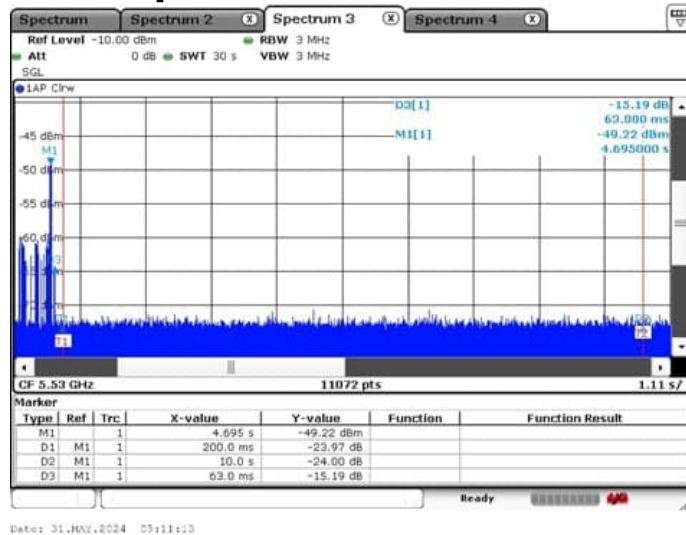 Spectrum Spectrum 2 Spectrum 3 Spectrum 4
Ref Level -10.00 dBm RBW 3 MHz
Att 0 dB SWT 30 s VBW 3 MHz
SGL
1AP Clrw
D3[1] -15.19 dB
63.000 ms
-45 dBm M1[1] -49.22 dBm
M1 4.695000 s
-50 dBm
-55 dBm
-60 dBm
T1 T2
CF 5.53 GHz 11072 pts 1.11 s/
Marker
Type Ref Trc X-value Y-value Function Function Result
M1 1 4.695 s -49.22 dBm
D1 M1 1 200.0 ms -23.97 dB
D2 M1 1 10.0 s -24.00 dB
D3 M1 1 63.0 ms -15.19 dB
Ready
Date: 31.MAY.2024 05:11:13